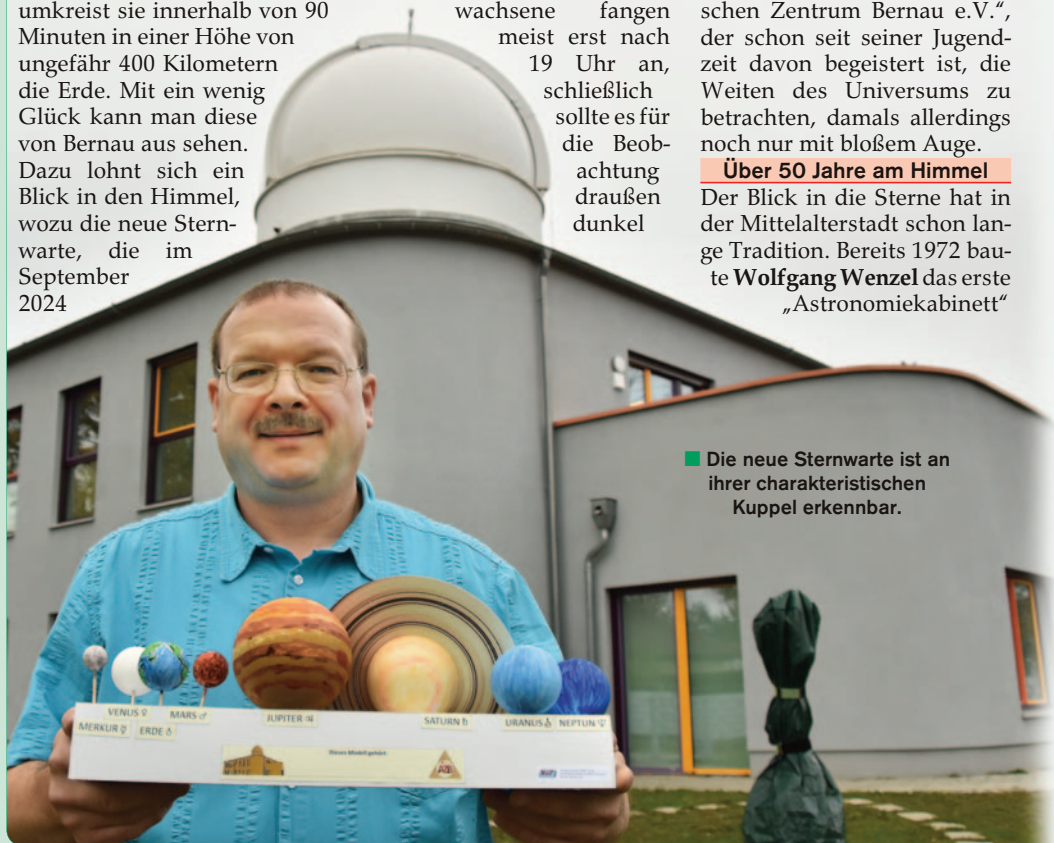 umkreist sie innerhalb von 90
Minuten in einer Höhe von
ungefähr 400 Kilometern
die Erde. Mit ein wenig
Glück kann man diese
von Bernau aus sehen.
Dazu lohnt sich ein
Blick in den Himmel,
wozu die neue Stern-
warte, die im
September
2024
wachsene fangen
meist erst nach
19 Uhr an,
schließlich
sollte es für
die Beob-
achtung
draußen
dunkel
schen Zentrum Bernau e.V.“,
der schon seit seiner Jugend-
zeit davon begeistert ist, die
Weiten des Universums zu
betrachten, damals allerdings
noch nur mit bloßem Auge.
Über 50 Jahre am Himmel
Der Blick in die Sterne hat in
der Mittelalterstadt schon lan-
ge Tradition. Bereits 1972 bau-
te Wolfgang Wenzel das erste
„Astronomiekabinett“
Die neue Sternwarte ist an
ihrer charakteristischen
Kuppel erkennbar.
MERKUR ☿
VENUS ♀
ERDE ♁
MARS ♂
JUPITER ♃
SATURN ♄
URANUS ⛢
NEPTUN ♆
Dieses Modell gehört: